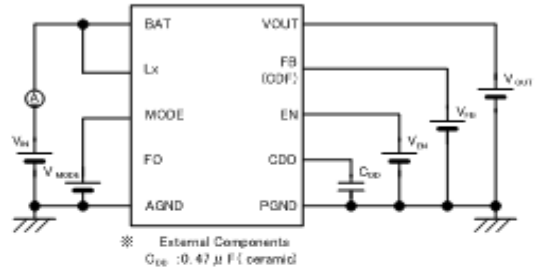 BAT
VOUT
Lx
FB
(ODF)
VOUT
A
MODE
EN
VFB
VIN
VMODE
FO
CDD
CDD
VEN
AGND
PGND
※ External Components
CDD :0.47μF(ceramic)